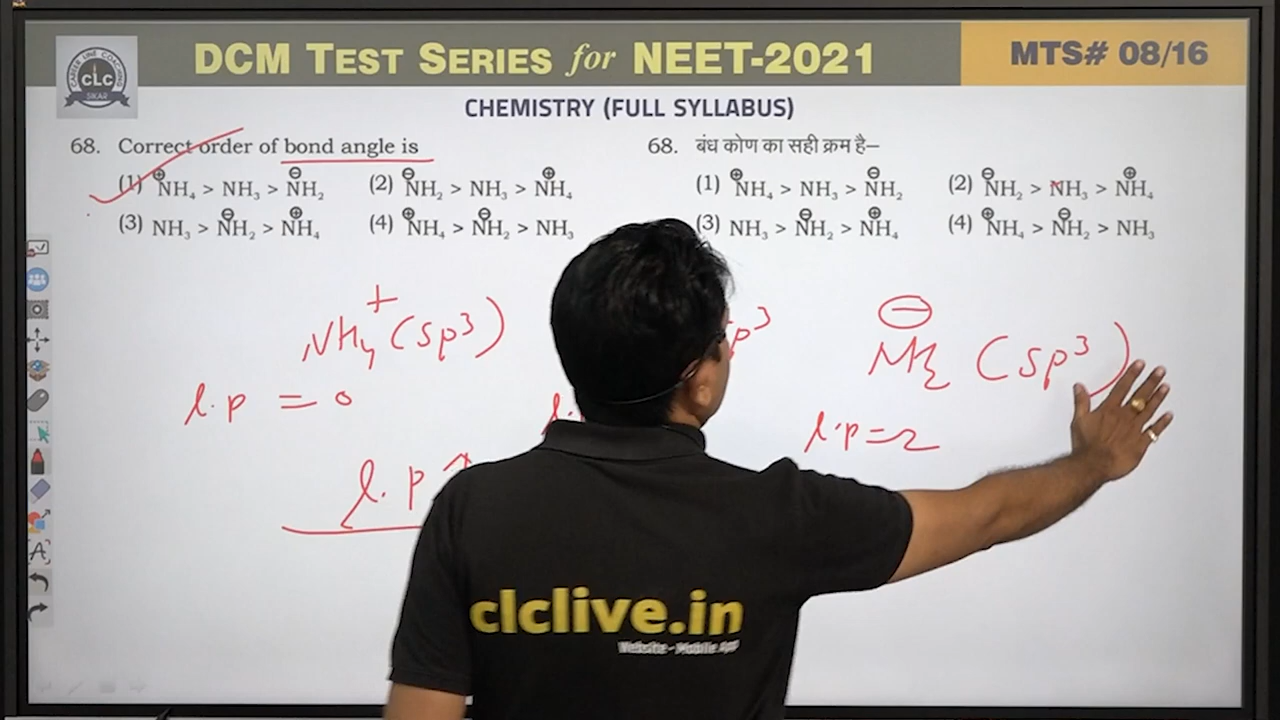 DCM TEST SERIES for NEET-2021
MTS# 08/16
CAREER LINE COACHING
CLC
SIKAR
CHEMISTRY (FULL SYLLABUS)
68. Correct order of bond angle is
(1) ⊕NH₄ > NH₃ > ⊖NH₂ (2) ⊖NH₂ > NH₃ > ⊕NH₄
(3) NH₃ > ⊖NH₂ > ⊕NH₄ (4) ⊕NH₄ > ⊖NH₂ > NH₃
68. बंध कोण का सही क्रम है–
(1) ⊕NH₄ > NH₃ > ⊖NH₂ (2) ⊖NH₂ > NH₃ > ⊕NH₄
(3) NH₃ > ⊖NH₂ > ⊕NH₄ (4) ⊕NH₄ > ⊖NH₂ > NH₃
NH₄⁺ (sp³)
p³
⊖NH₂ (sp³)
l.p = 0
l.
l.p = 2
l.p ↑
clclive.in
Website - Mobile App